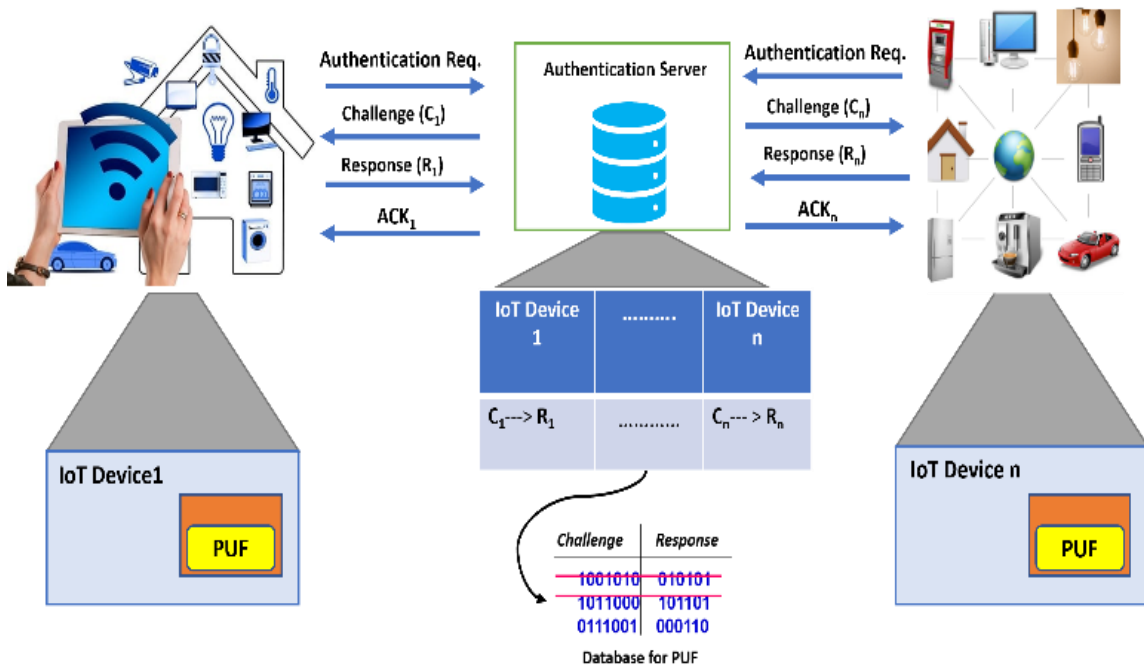 Authentication Req.
Challenge (C1)
Response (R1)
ACK1
Authentication Server
Authentication Req.
Challenge (Cn)
Response (Rn)
ACKn
IoT Device
1
..........
IoT Device
n
C1---> R1
............
Cn--- > Rn
IoT Device1
PUF
IoT Device n
PUF
Challenge Response
1001010 010101
1011000 101101
0111001 000110
Database for PUF